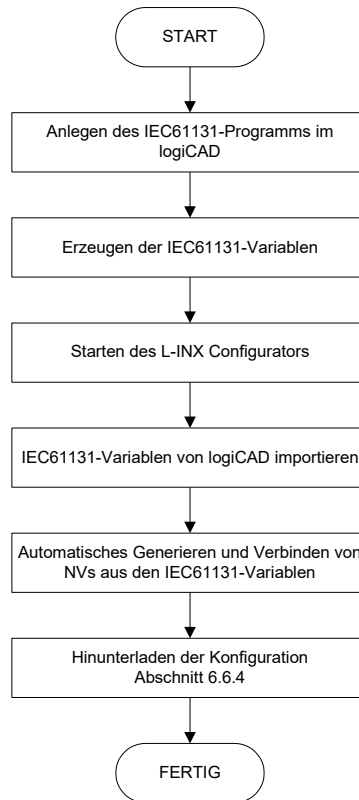 START
Anlegen des IEC61131-Programms im
logiCAD
Erzeugen der IEC61131-Variablen
Starten des L-INX Configurators
IEC61131-Variablen von logiCAD importieren
Automatisches Generieren und Verbinden von
NVs aus den IEC61131-Variablen
Hinunterladen der Konfiguration
Abschnitt 6.6.4
FERTIG